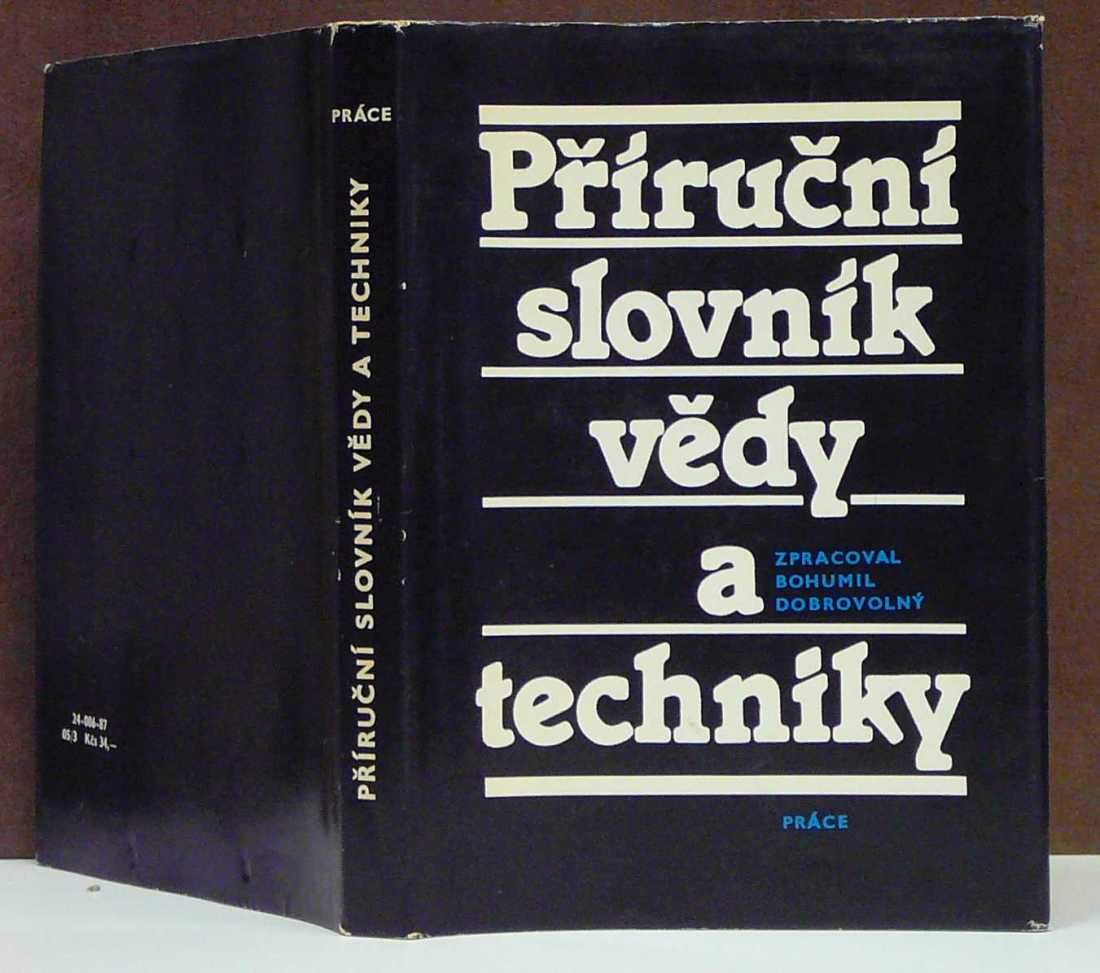 24-006-87
05/3 Kčs 34,—
PRÁCE
PŘÍRUČNÍ SLOVNÍK VĚDY A TECHNIKY
Příruční
slovník
vědy
a
ZPRACOVAL
BOHUMIL
DOBROVOLNÝ
techniky
PRÁCE